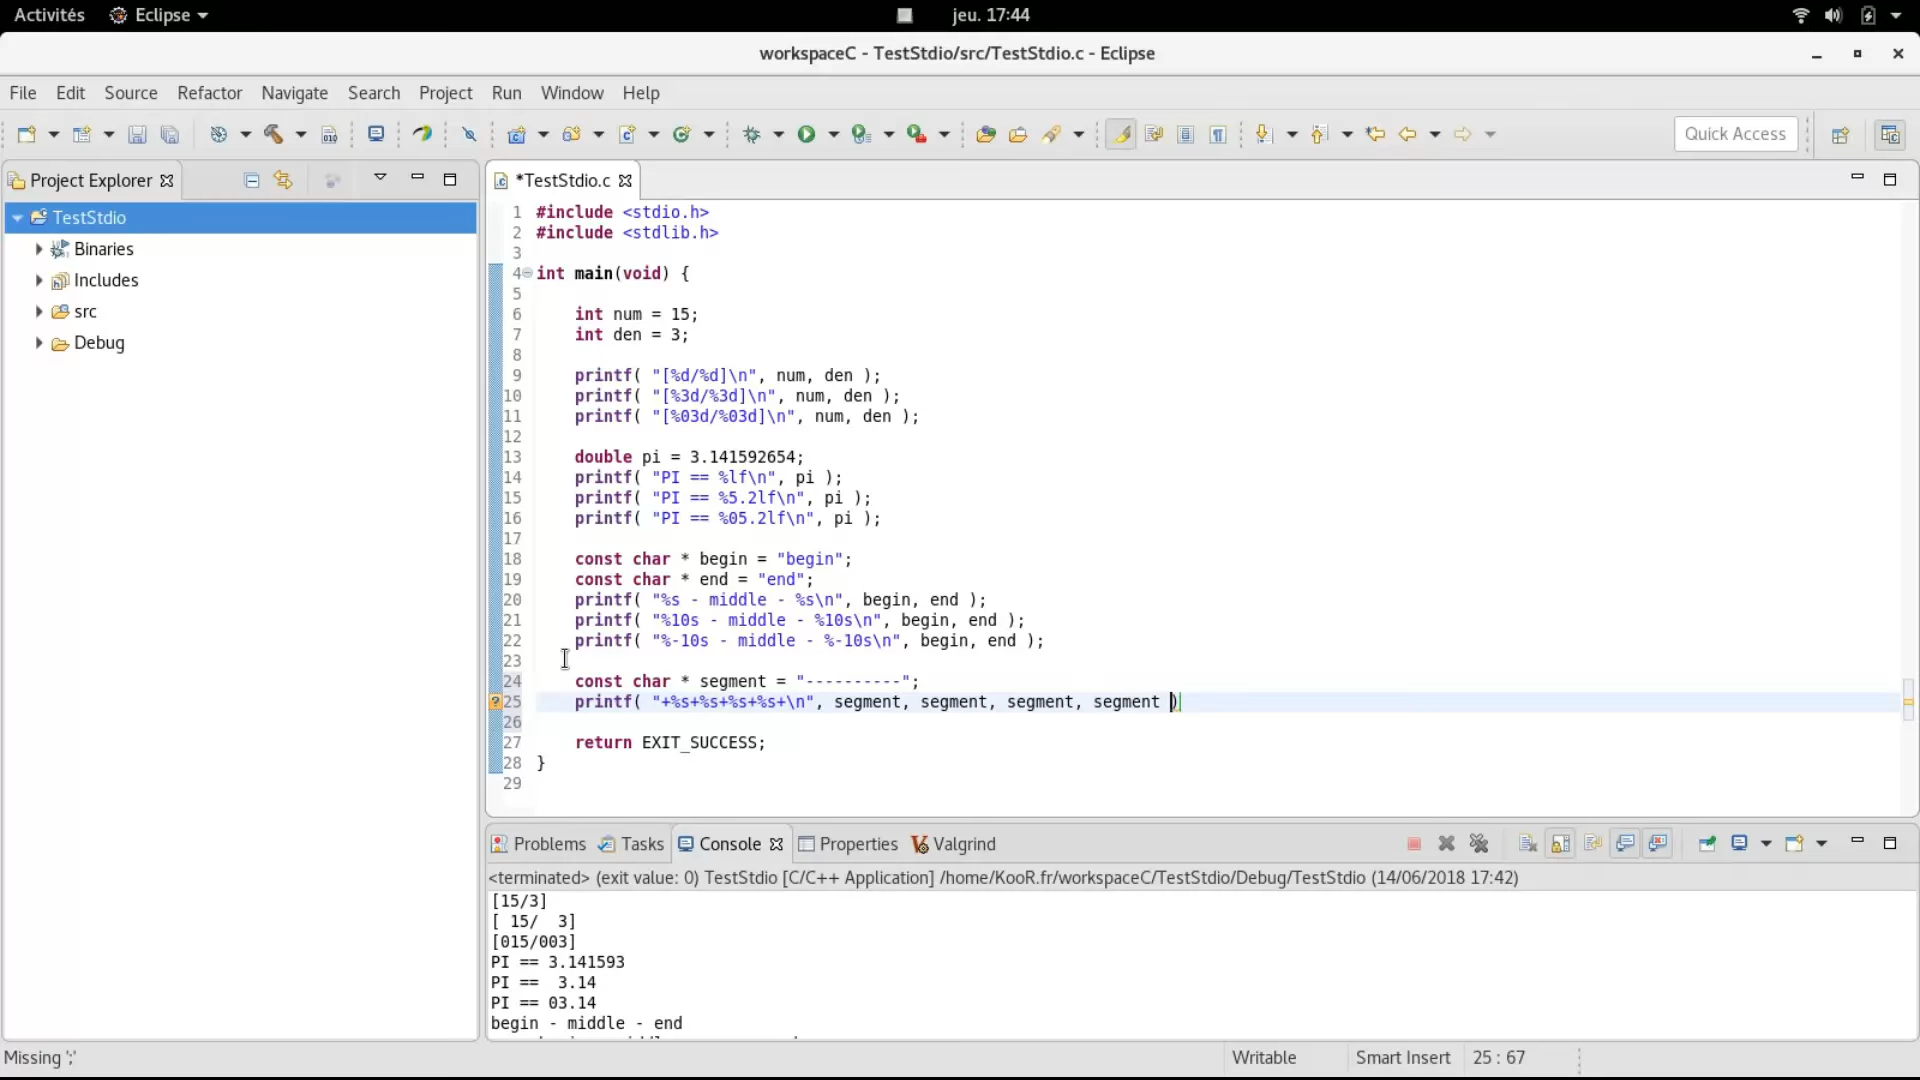 Activités Eclipse jeu. 17:44
workspaceC - TestStdio/src/TestStdio.c - Eclipse
File Edit Source Refactor Navigate Search Project Run Window Help
Quick Access
Project Explorer
*TestStdio.c
TestStdio
Binaries
Includes
src
Debug
1 #include <stdio.h>
2 #include <stdlib.h>
3
4 int main(void) {
5
6 int num = 15;
7 int den = 3;
8
9 printf( "[%d/%d]\n", num, den );
10 printf( "[%3d/%3d]\n", num, den );
11 printf( "[%03d/%03d]\n", num, den );
12
13 double pi = 3.141592654;
14 printf( "PI == %lf\n", pi );
15 printf( "PI == %5.2lf\n", pi );
16 printf( "PI == %05.2lf\n", pi );
17
18 const char * begin = "begin";
19 const char * end = "end";
20 printf( "%s - middle - %s\n", begin, end );
21 printf( "%10s - middle - %10s\n", begin, end );
22 printf( "%-10s - middle - %-10s\n", begin, end );
23
24 const char * segment = "----------";
25 printf( "+%s+%s+%s+%s+\n", segment, segment, segment, segment )
26
27 return EXIT_SUCCESS;
28 }
29
Problems Tasks Console Properties Valgrind
<terminated> (exit value: 0) TestStdio [C/C++ Application] /home/KooR.fr/workspaceC/TestStdio/Debug/TestStdio (14/06/2018 17:42)
[15/3]
[ 15/  3]
[015/003]
PI == 3.141593
PI ==  3.14
PI == 03.14
begin - middle - end
Missing ';' Writable Smart Insert 25 : 67